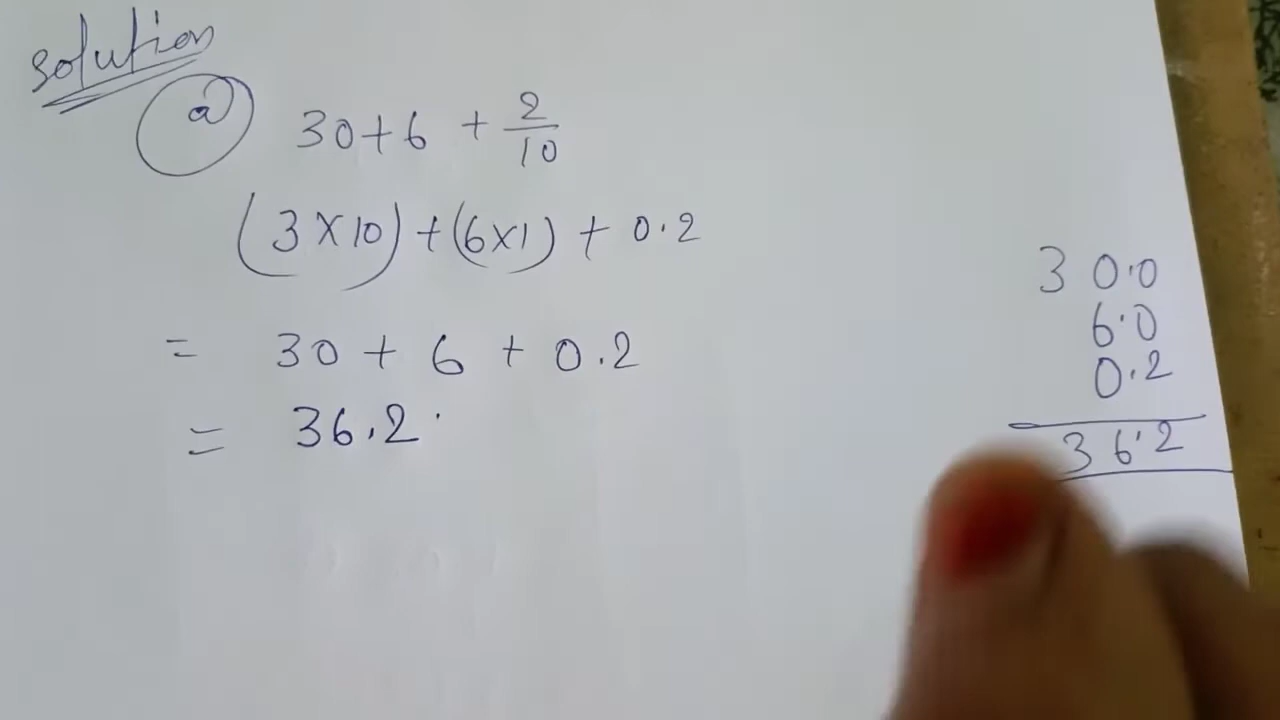 solution
a) 30+6 + 2/10
(3×10)+(6×1) + 0.2
= 30 + 6 + 0.2
= 36.2
30.0
6.0
0.2
36.2